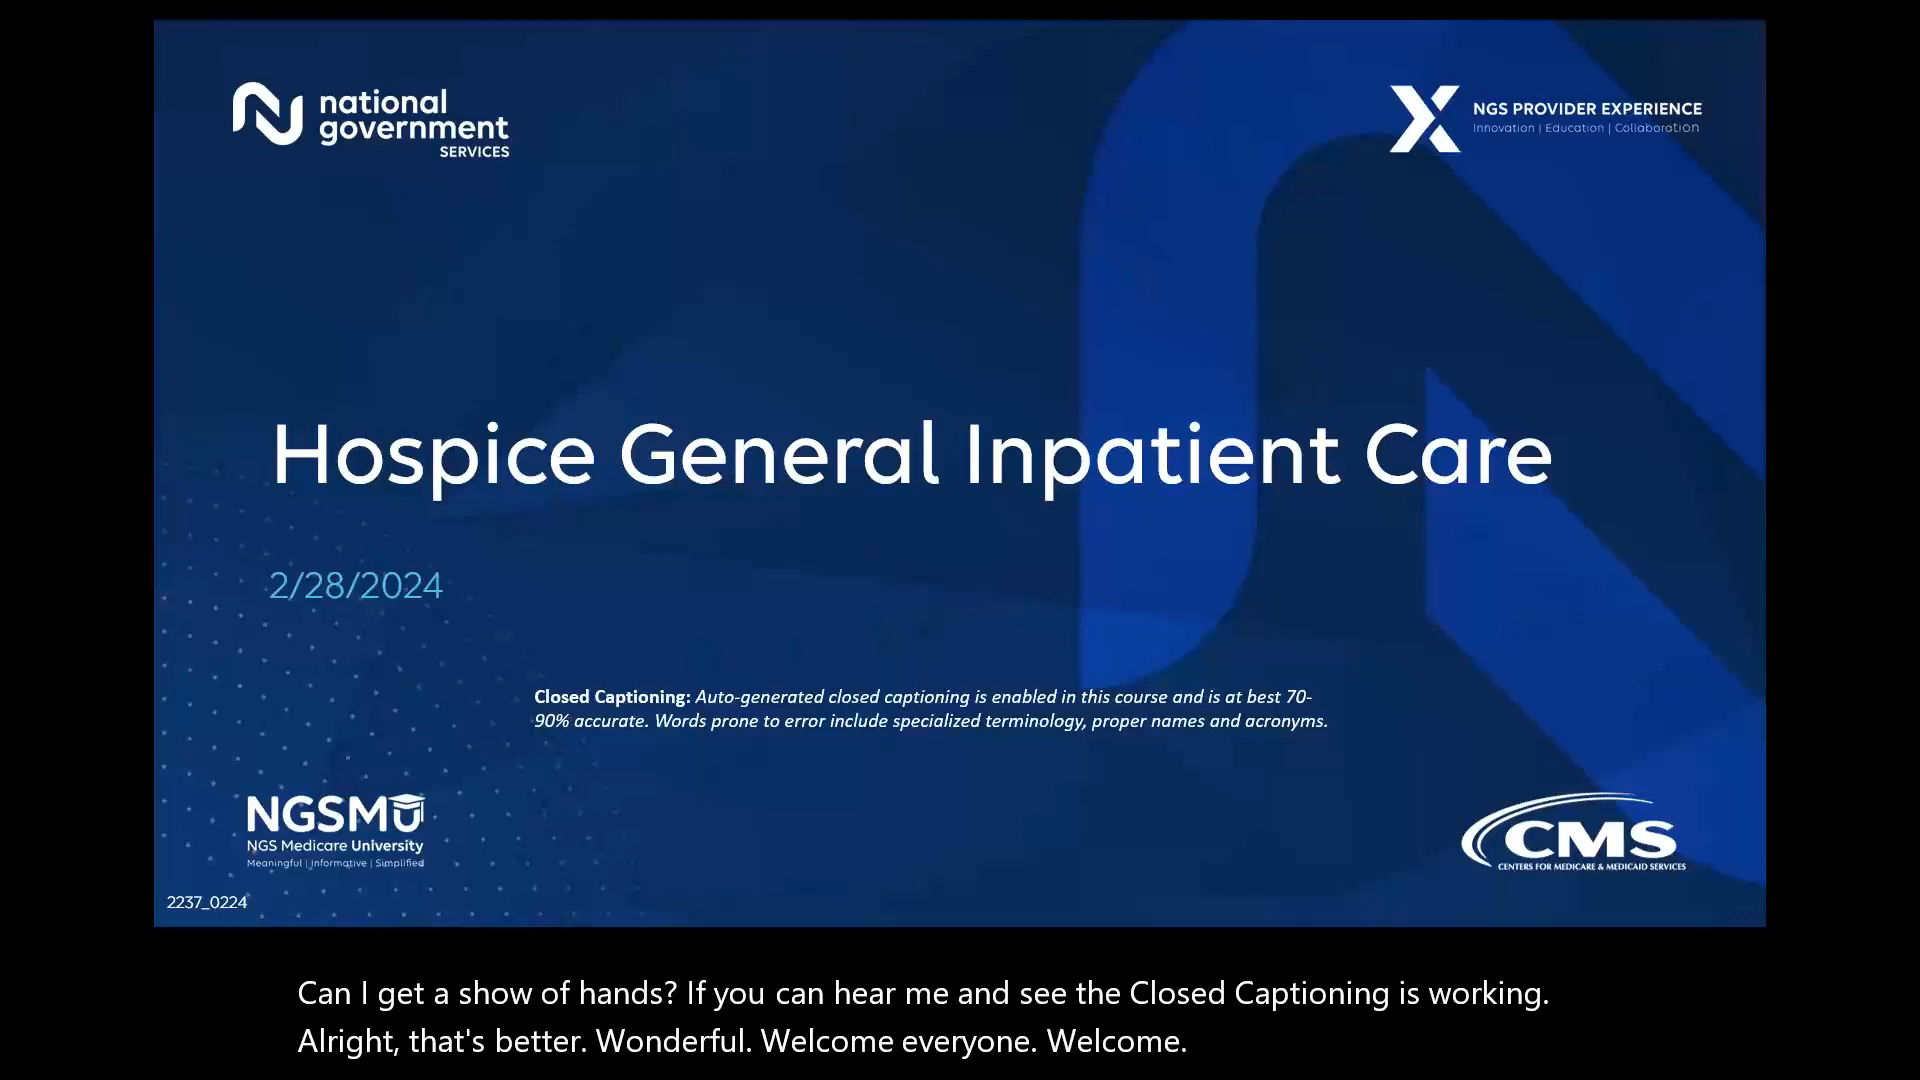 national
government
SERVICES
NGS PROVIDER EXPERIENCE
Innovation | Education | Collaboration
Hospice General Inpatient Care
2/28/2024
Closed Captioning: Auto-generated closed captioning is enabled in this course and is at best 70-
90% accurate. Words prone to error include specialized terminology, proper names and acronyms.
NGSMU
NGS Medicare University
Meaningful | Informative | Simplified
CMS
CENTERS FOR MEDICARE & MEDICAID SERVICES
2237_0224
Can I get a show of hands? If you can hear me and see the Closed Captioning is working.
Alright, that's better. Wonderful. Welcome everyone. Welcome.